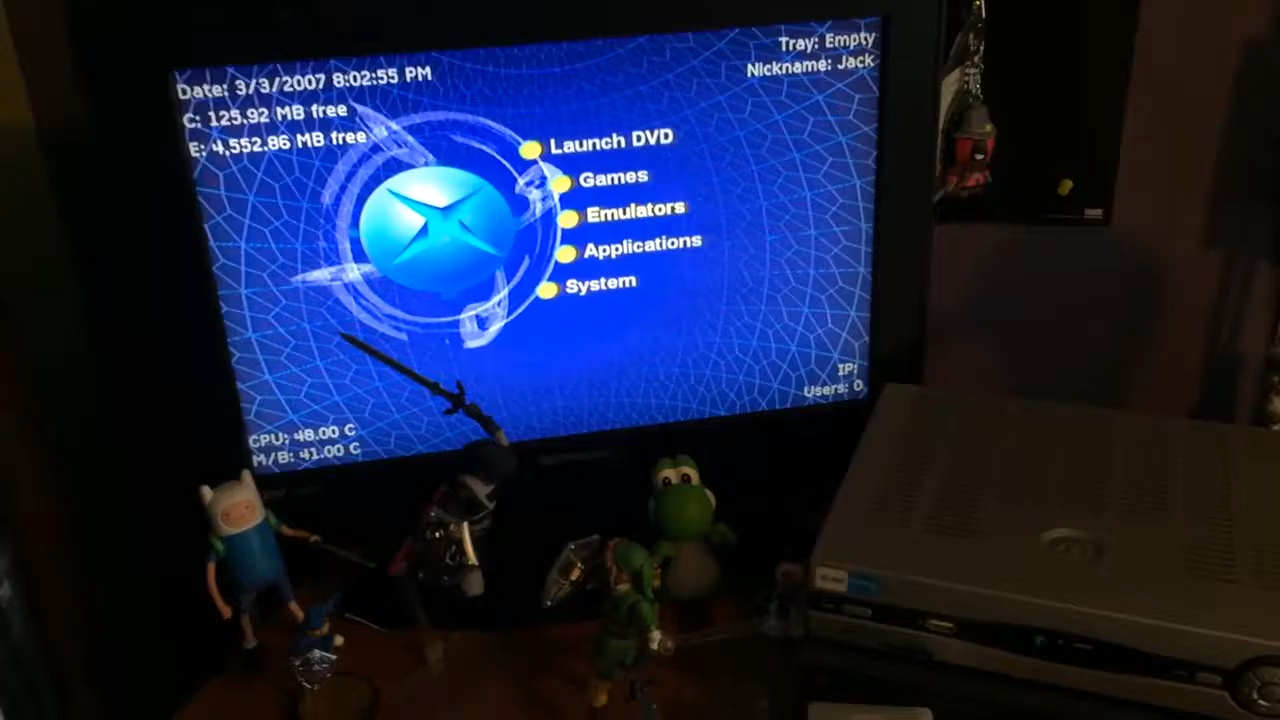 Date: 3/3/2007 8:02:55 PM
C: 125.92 MB free
E: 4,552.86 MB free
Tray: Empty
Nickname: Jack
Launch DVD
Games
Emulators
Applications
System
IP:
Users: 0
CPU: 48.00 C
M/B: 41.00 C